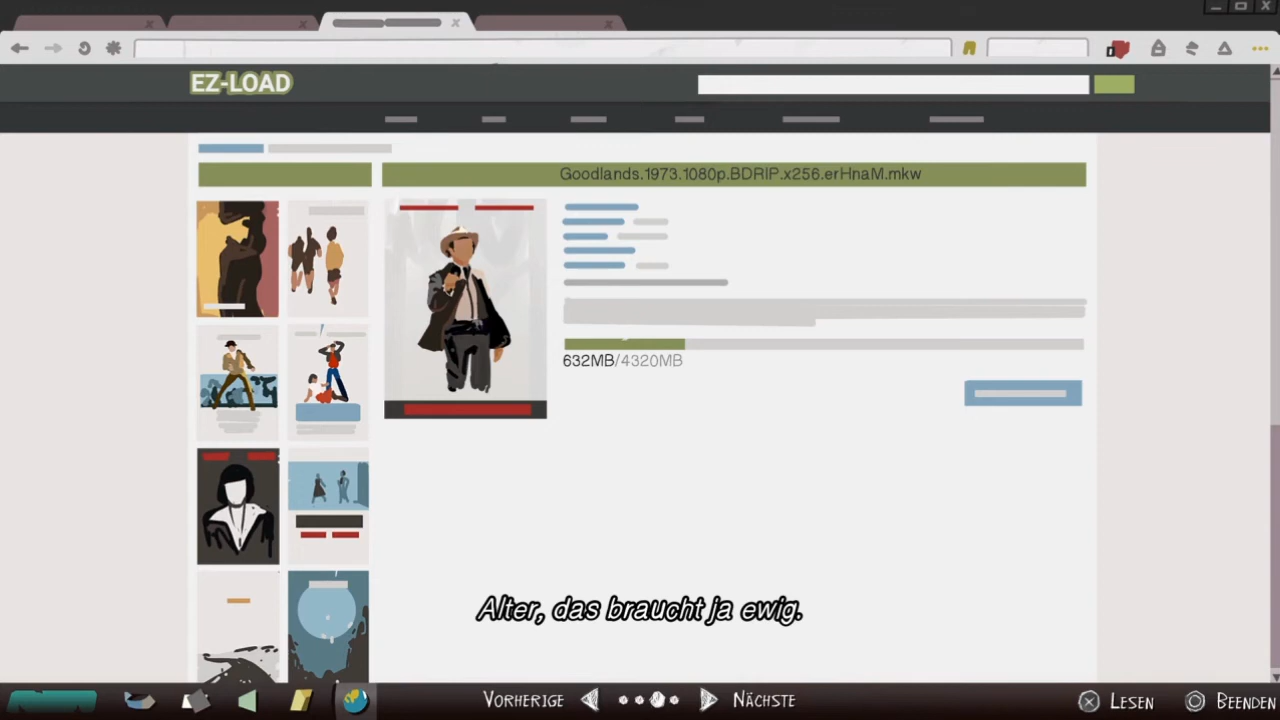 EZ-LOAD
Goodlands.1973.1080p.BDRIP.x256.erHnaM.mkw
632MB/4320MB
Alter, das braucht ja ewig.
VORHERIGE NÄCHSTE LESEN BEENDEN